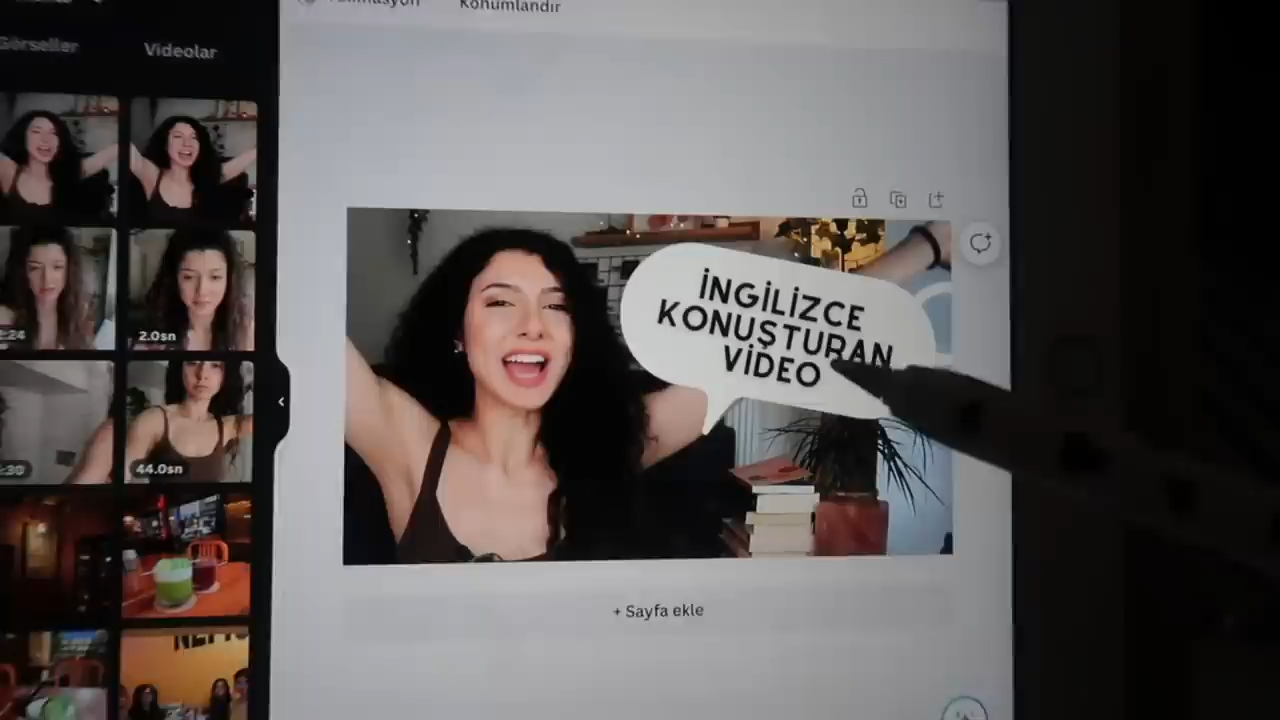 Konumlandır
Görseller
Videolar
İNGİLİZCE
KONUŞTURAN
VİDEO
2.0sn
44.0sn
+ Sayfa ekle